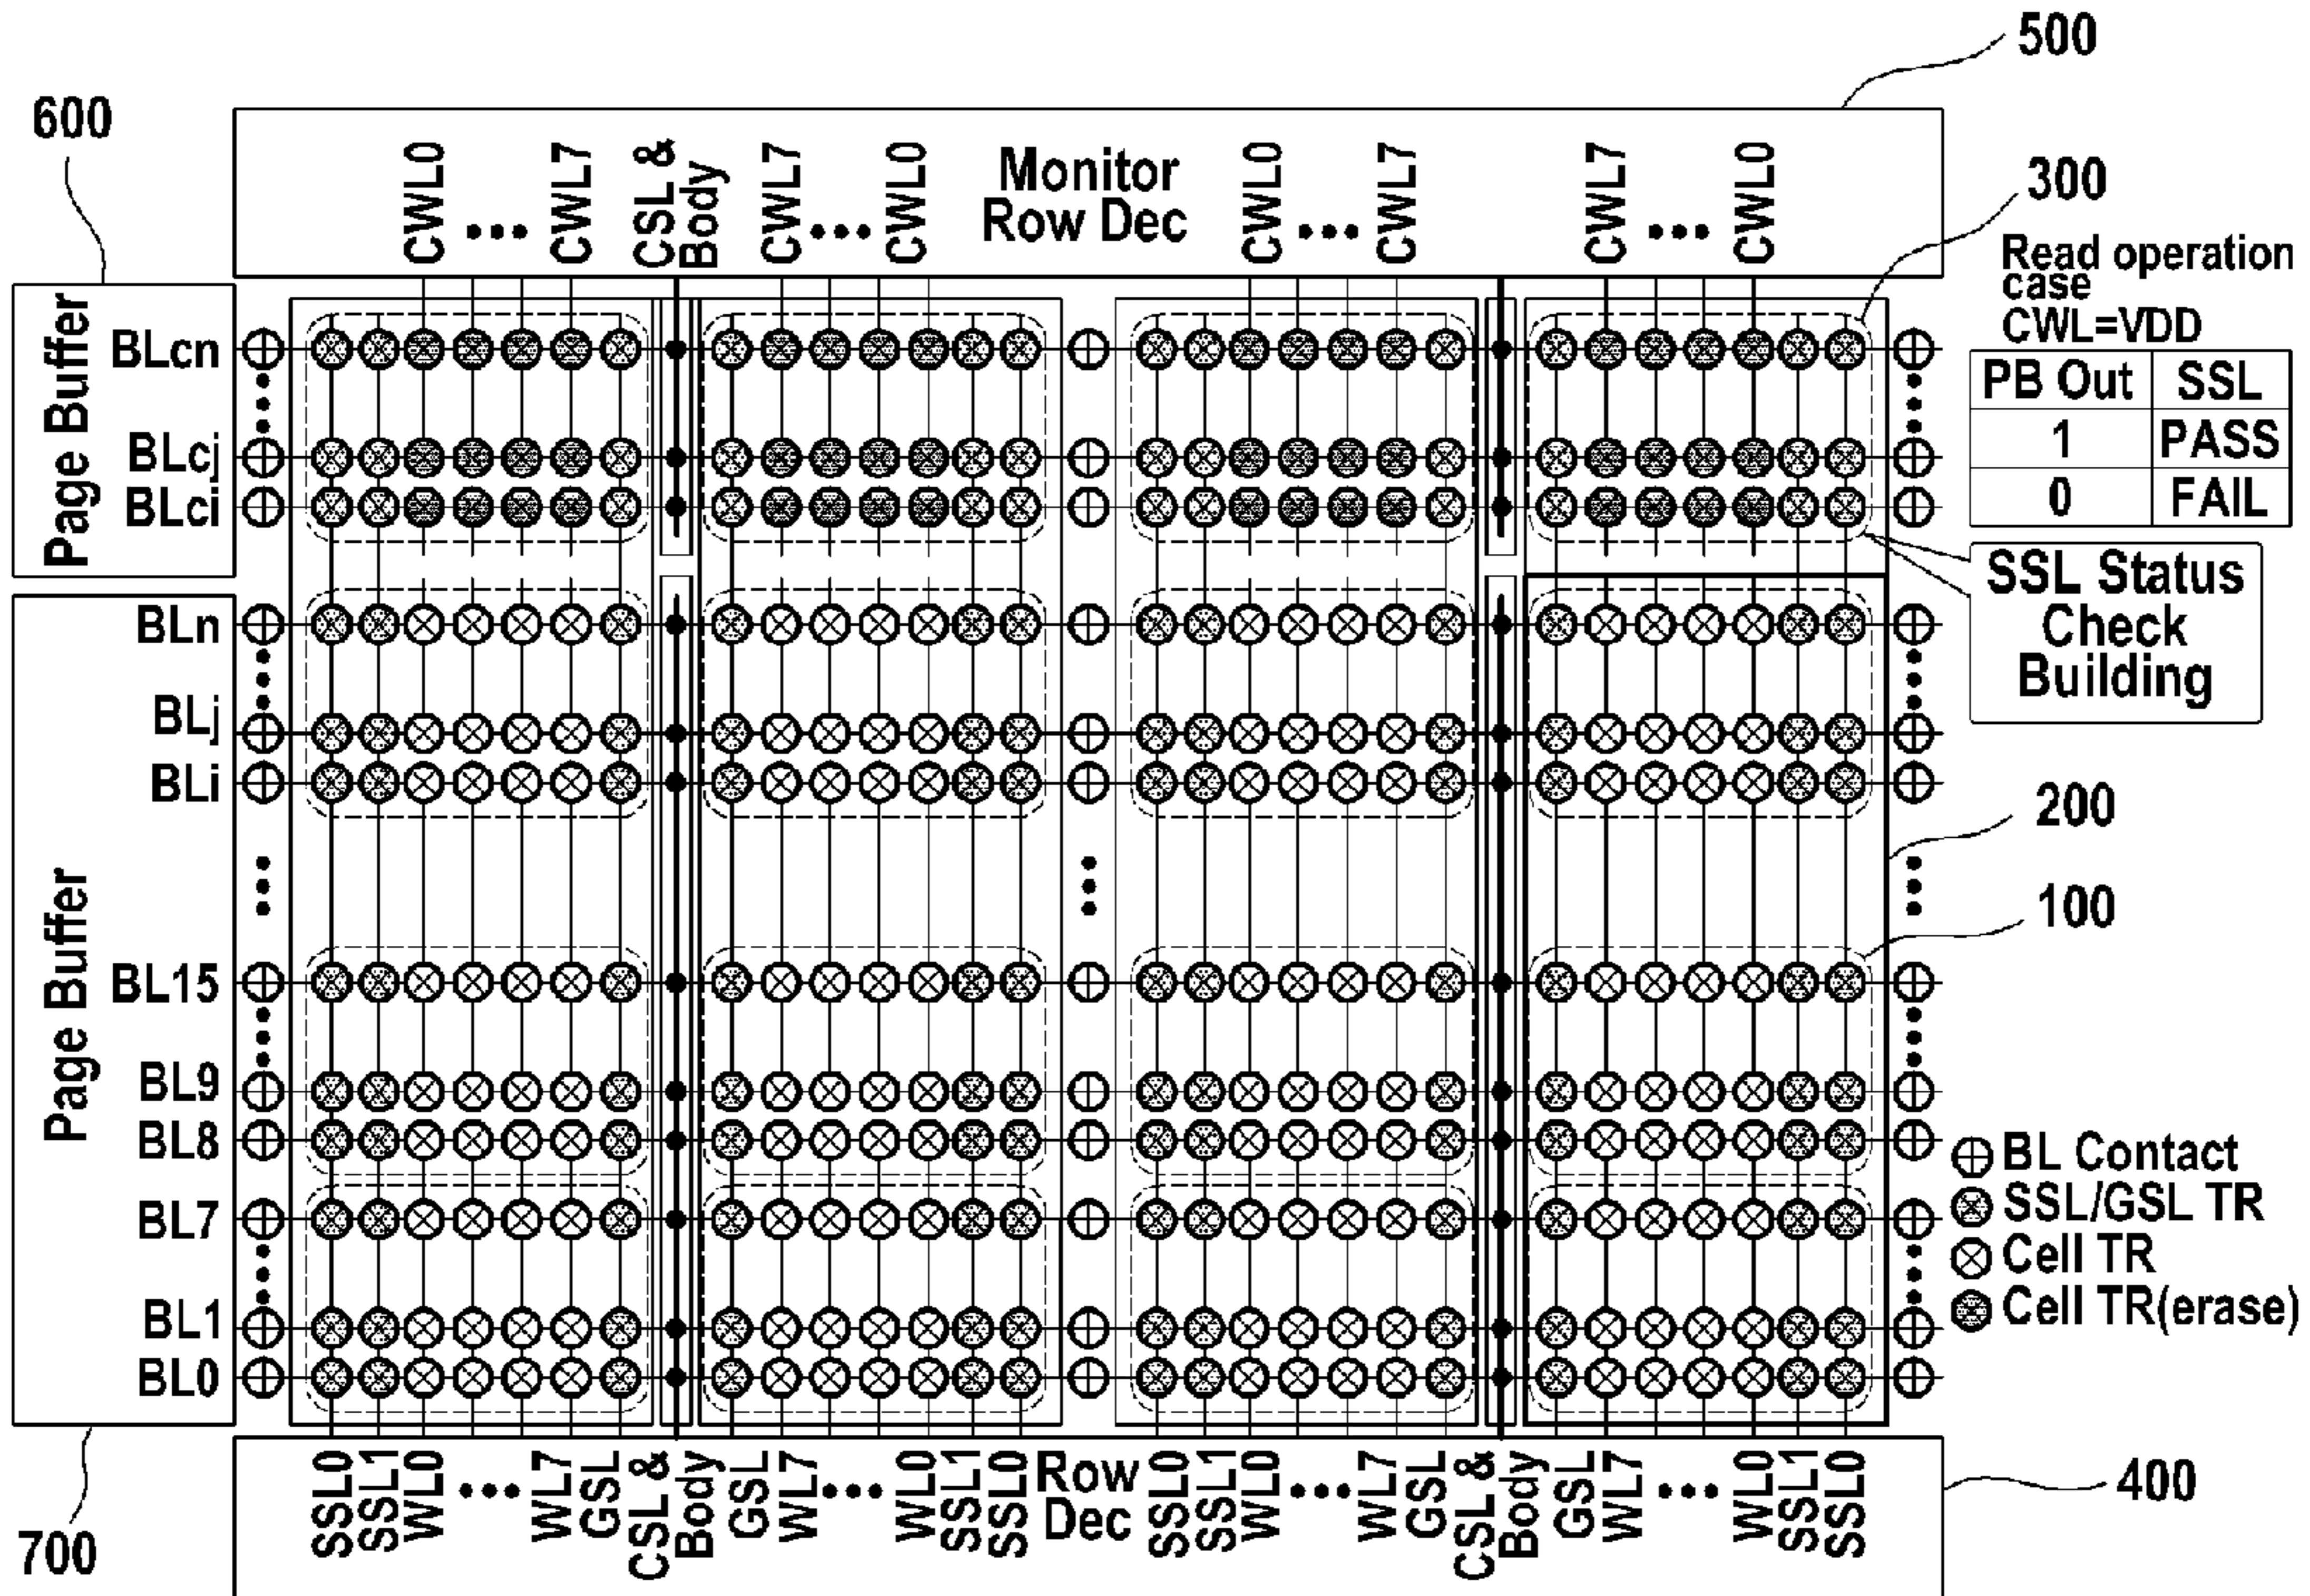 500
600
CWL0
•••
CWL7
CSL &
Body
CWL7
•••
CWL0
Monitor
Row Dec
CWL0
•••
CWL7
CWL7
•••
CWL0
300
Read operation
case
CWL=VDD
PB Out SSL
1 PASS
0 FAIL
SSL Status
Check
Building
Page Buffer
BLcn
BLcj
BLci
Page Buffer
BLn
BLj
BLi
BL15
BL9
BL8
BL7
BL1
BL0
200
100
BL Contact
SSL/GSL TR
Cell TR
Cell TR(erase)
SSL0
SSL1
WL0
•••
WL7
GSL
CSL &
Body
GSL
WL7
•••
WL0
SSL1
SSL0
Row
Dec
SSL0
SSL1
WL0
•••
WL7
GSL
CSL &
Body
GSL
WL7
•••
WL0
SSL1
SSL0
400
700